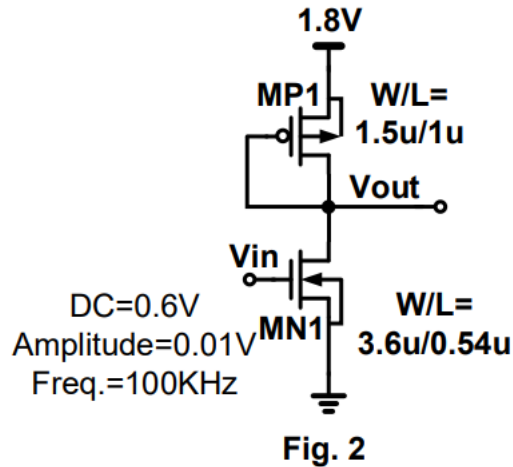 1.8V
MP1
W/L=
1.5u/1u
Vout
Vin
DC=0.6V
Amplitude=0.01V
Freq.=100KHz
MN1
W/L=
3.6u/0.54u
Fig. 2